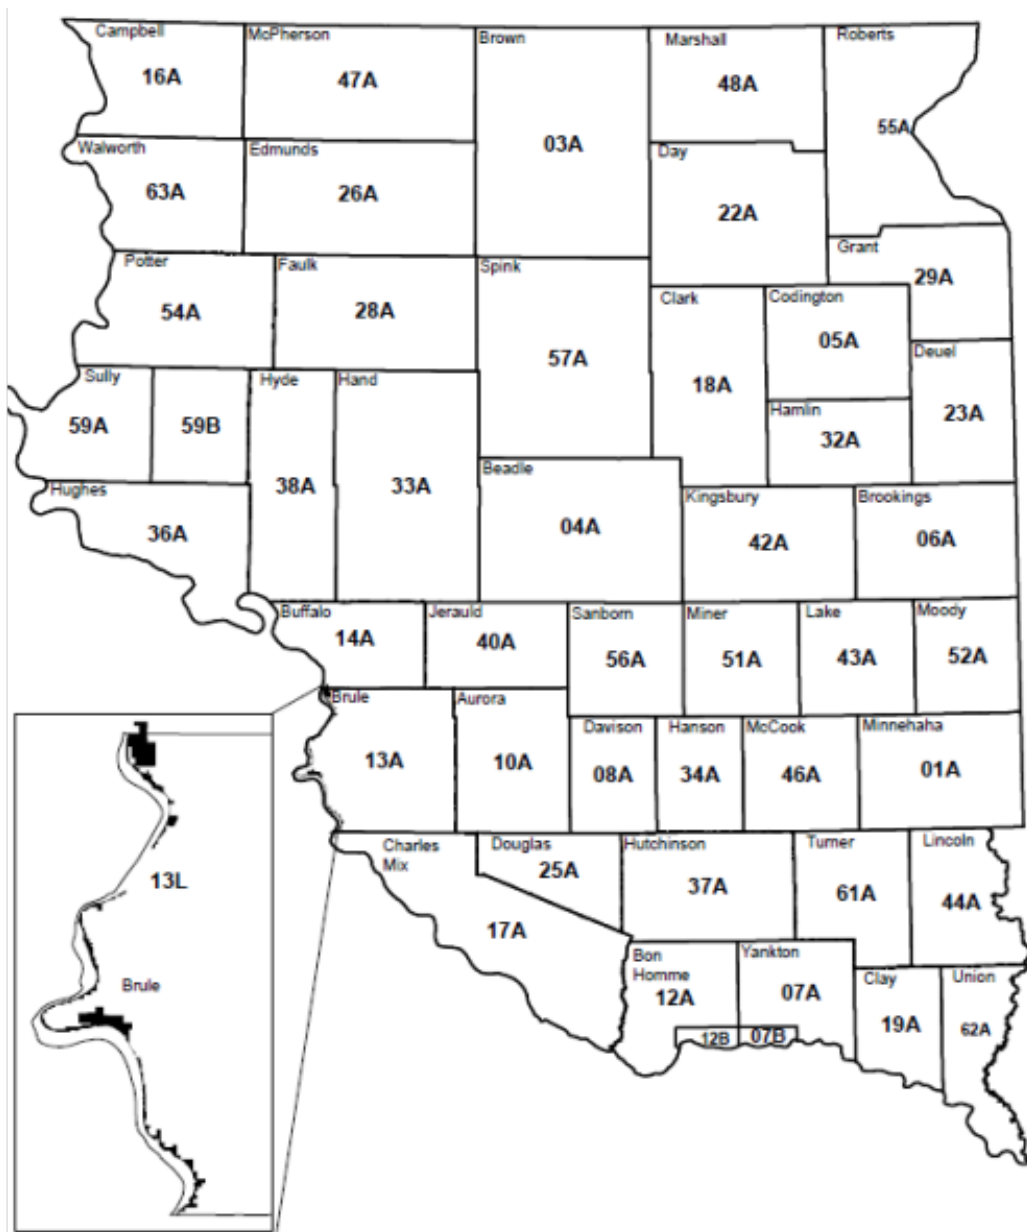 Campbell
16A
McPherson
47A
Brown
03A
Marshall
48A
Roberts
55A
Walworth
63A
Edmunds
26A
Day
22A
Grant
29A
Potter
54A
Faulk
28A
Spink
57A
Clark
18A
Codington
05A
Deuel
23A
Hamlin
32A
Sully
59A
59B
Hyde
38A
Hand
33A
Beadle
04A
Kingsbury
42A
Brookings
06A
Hughes
36A
Buffalo
14A
Jerauld
40A
Sanborn
56A
Miner
51A
Lake
43A
Moody
52A
Brule
13A
Aurora
10A
Davison
08A
Hanson
34A
McCook
46A
Minnehaha
01A
Charles
Mix
17A
Douglas
25A
Hutchinson
37A
Turner
61A
Lincoln
44A
Bon
Homme
12A
12B
Yankton
07A
07B
Clay
19A
Union
62A
13L
Brule